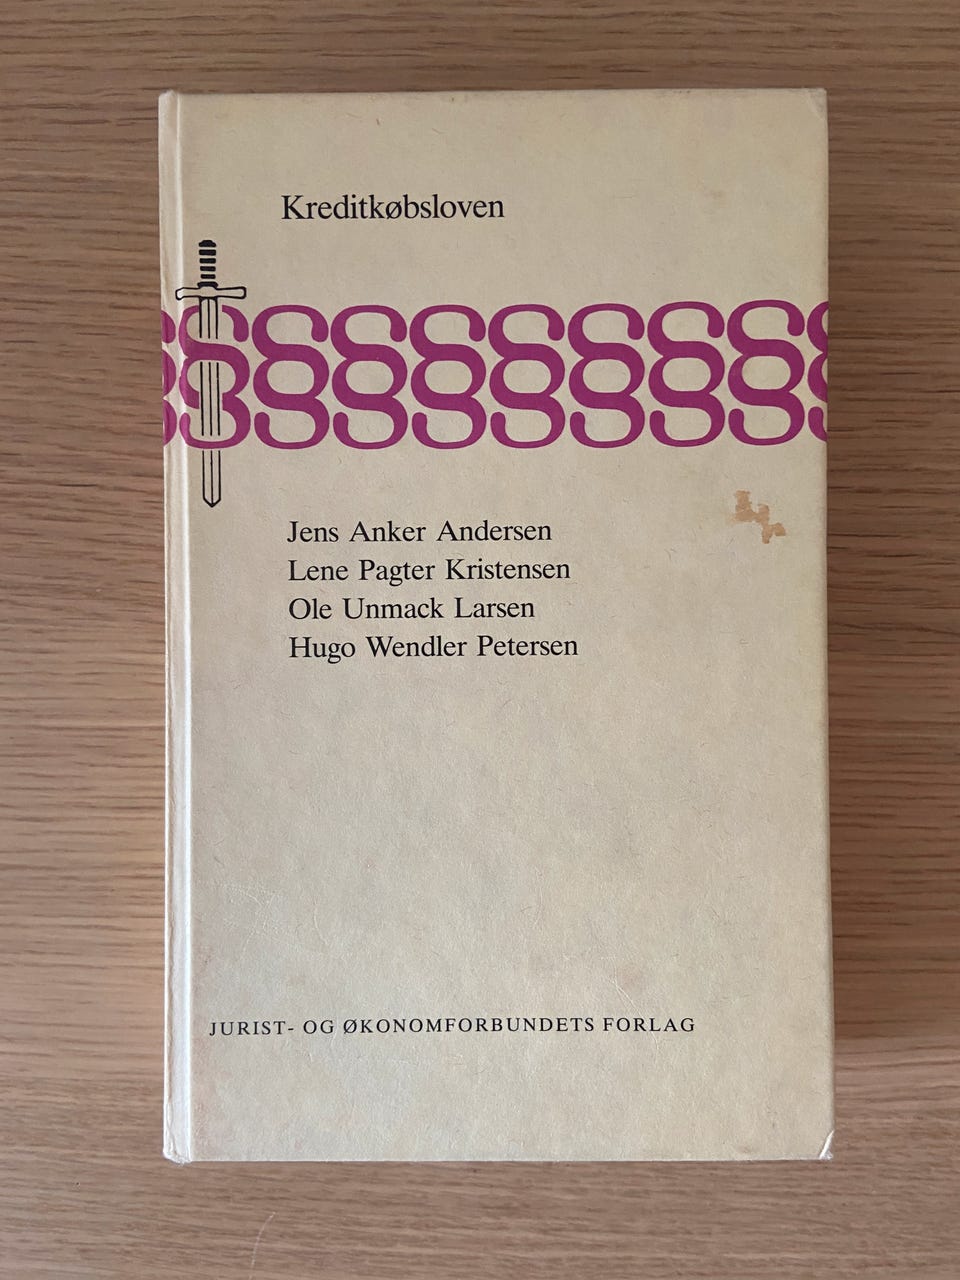 Kreditkøbsloven
§§§§§§§§§
Jens Anker Andersen
Lene Pagter Kristensen
Ole Unmack Larsen
Hugo Wendler Petersen
JURIST- OG ØKONOMFORBUNDETS FORLAG